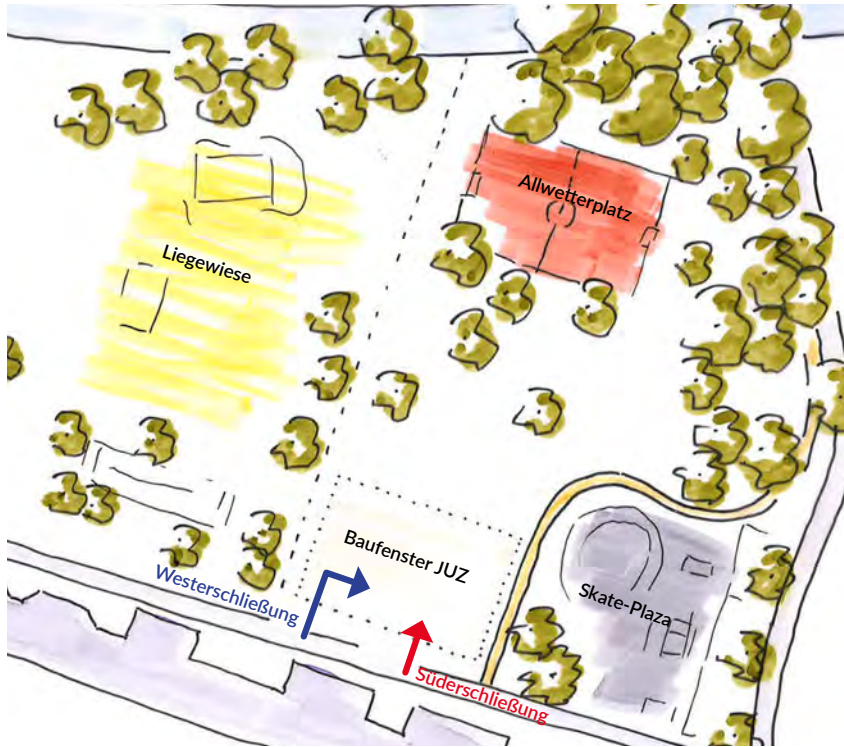 Allwetterplatz
Liegewiese
Baufenster JUZ
Westerschließung
Skate-Plaza
Süderschließung